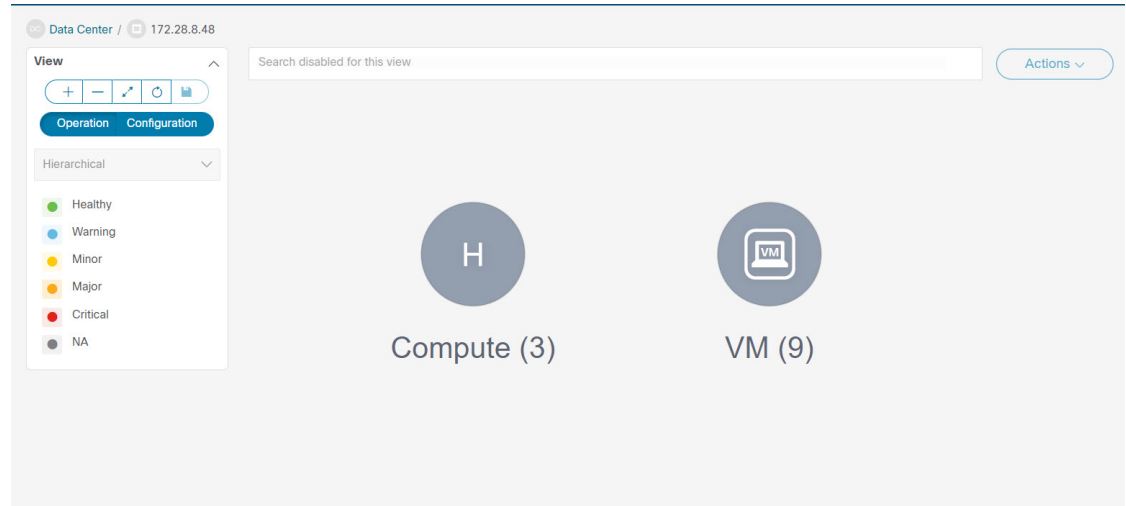 Data Center / 172.28.8.48
View
Search disabled for this view
Actions
Operation Configuration
Hierarchical
Healthy
Warning
Minor
Major
Critical
NA
H
VM
Compute (3)
VM (9)